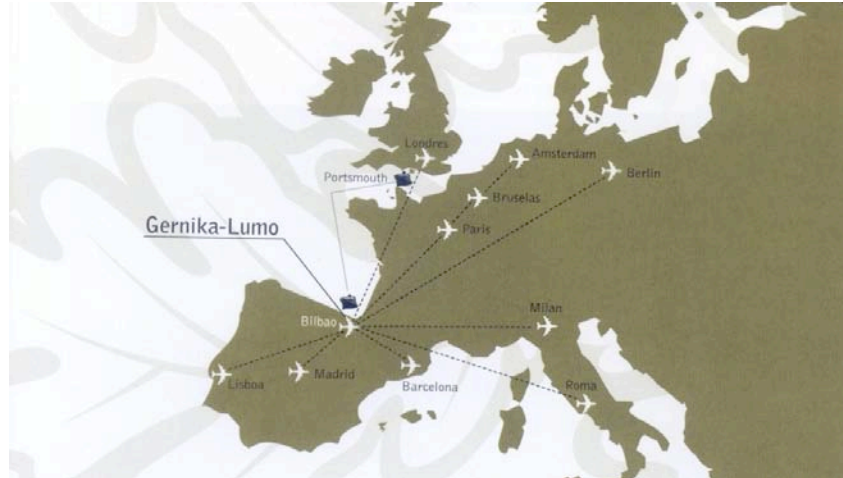 Londres
Amsterdam
Berlin
Portsmouth
Bruselas
Gernika-Lumo
Paris
Milan
Bilbao
Lisboa
Madrid
Barcelona
Roma